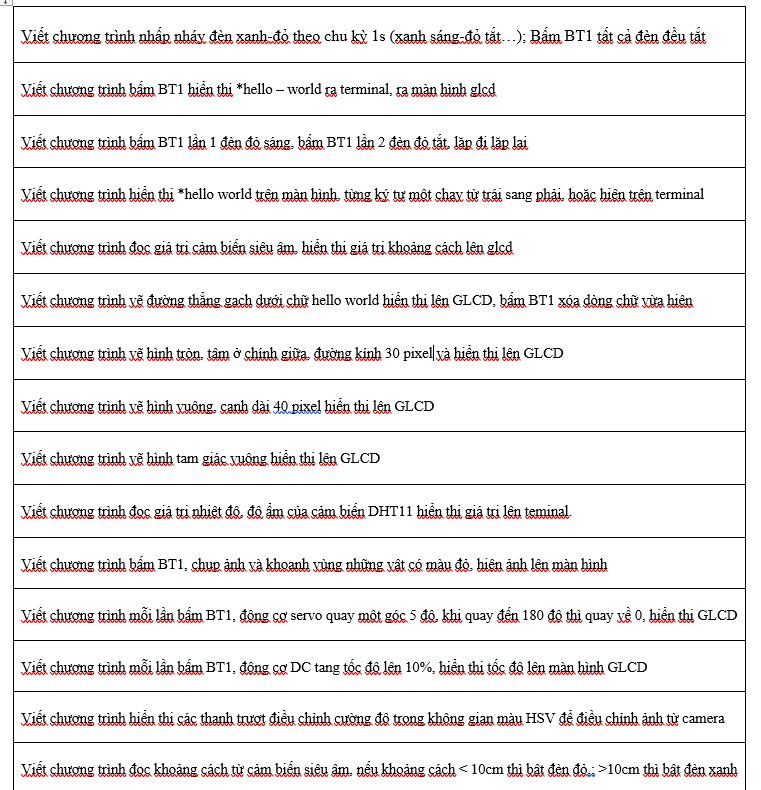 Viết chương trình nhấp nháy đèn xanh-đỏ theo chu kỳ 1s (xanh sáng-đỏ tắt…); Bấm BT1 tất cả đèn đều tắt
Viết chương trình bấm BT1 hiển thị *hello – world ra terminal, ra màn hình glcd
Viết chương trình bấm BT1 lần 1 đèn đỏ sáng, bấm BT1 lần 2 đèn đỏ tắt, lặp đi lặp lại
Viết chương trình hiển thị *hello world trên màn hình, từng ký tự một chạy từ trái sang phải, hoặc hiện trên terminal
Viết chương trình đọc giá trị cảm biến siêu âm, hiển thị giá trị khoảng cách lên glcd
Viết chương trình vẽ đường thẳng gạch dưới chữ hello world hiển thị lên GLCD, bấm BT1 xóa dòng chữ vừa hiện
Viết chương trình vẽ hình tròn, tâm ở chính giữa, đường kính 30 pixel và hiển thị lên GLCD
Viết chương trình vẽ hình vuông, cạnh dài 40 pixel hiển thị lên GLCD
Viết chương trình vẽ hình tam giác vuông hiển thị lên GLCD
Viết chương trình đọc giá trị nhiệt độ, độ ẩm của cảm biến DHT11 hiển thị giá trị lên teminal.
Viết chương trình bấm BT1, chụp ảnh và khoanh vùng những vật có màu đỏ, hiện ảnh lên màn hình
Viết chương trình mỗi lần bấm BT1, động cơ servo quay một góc 5 độ, khi quay đến 180 độ thì quay về 0, hiển thị GLCD
Viết chương trình mỗi lần bấm BT1, động cơ DC tang tốc độ lên 10%, hiển thị tốc độ lên màn hình GLCD
Viết chương trình hiển thị các thanh trượt điều chỉnh cường độ trong không gian màu HSV để điều chỉnh ảnh từ camera
Viết chương trình đọc khoảng cách từ cảm biến siêu âm, nếu khoảng cách < 10cm thì bật đèn đỏ,; >10cm thì bật đèn xanh